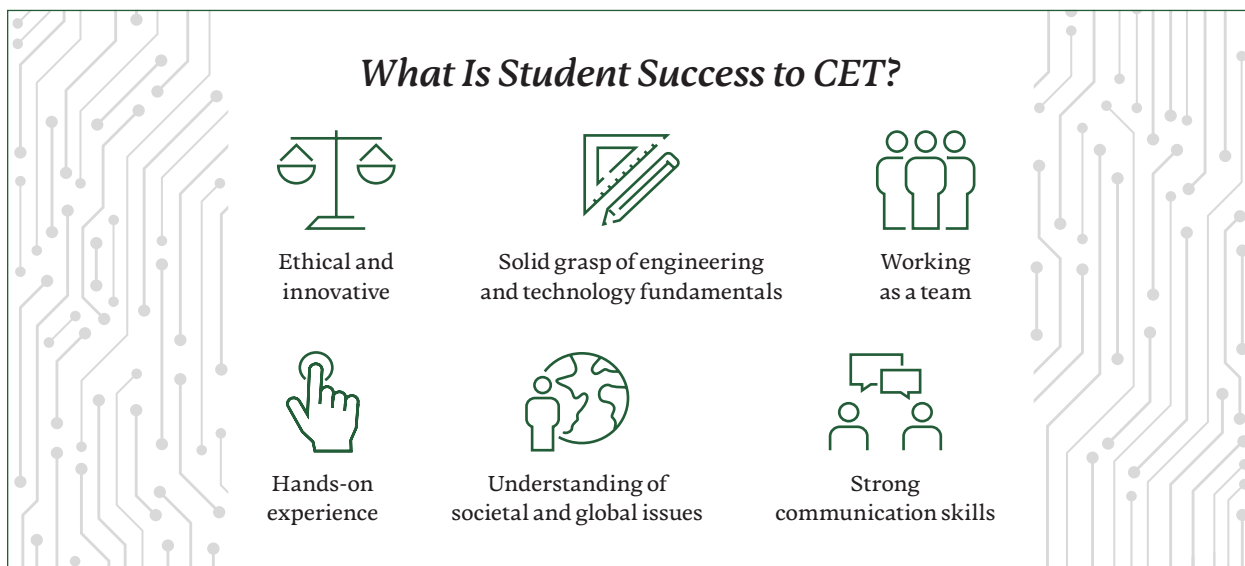 What Is Student Success to CET?
Ethical and
innovative
Solid grasp of engineering
and technology fundamentals
Working
as a team
Hands-on
experience
Understanding of
societal and global issues
Strong
communication skills